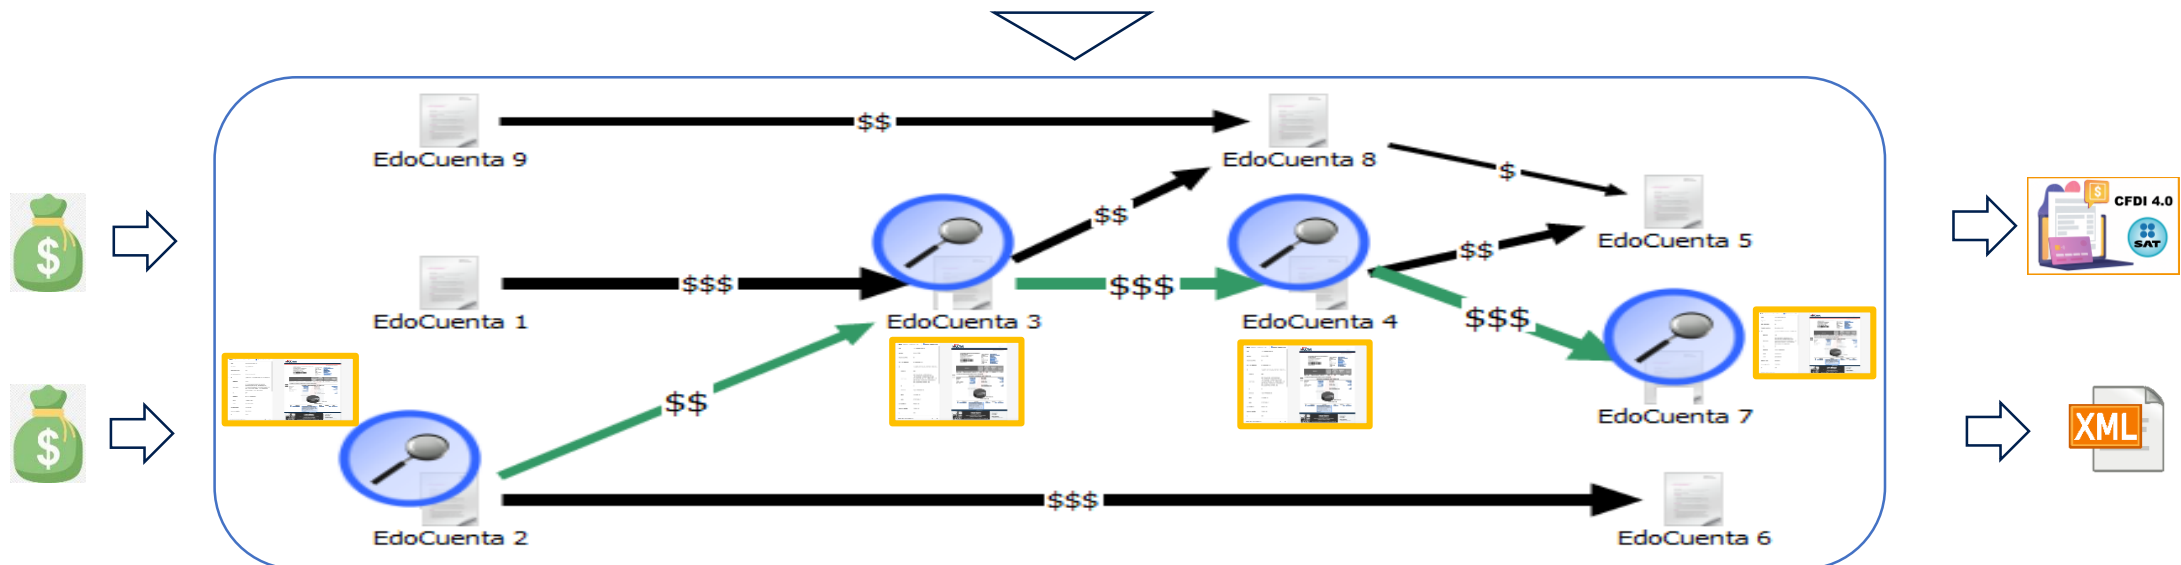 $$
EdoCuenta 9
EdoCuenta 8
$
$$
EdoCuenta 5
$
CFDI 4.0
SAT
$
$$
$$$
$$$
EdoCuenta 1
EdoCuenta 3
EdoCuenta 4
$$$
$$
EdoCuenta 7
$
XML
$$$
EdoCuenta 2
EdoCuenta 6